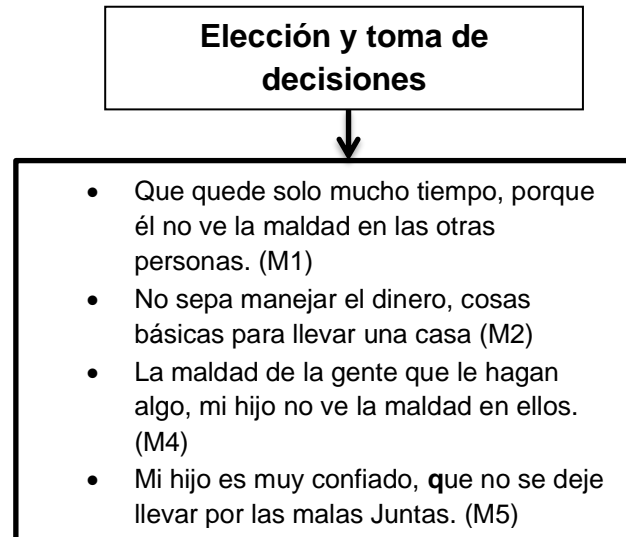 Elección y toma de
decisiones
• Que quede solo mucho tiempo, porque
él no ve la maldad en las otras
personas. (M1)
• No sepa manejar el dinero, cosas
básicas para llevar una casa (M2)
• La maldad de la gente que le hagan
algo, mi hijo no ve la maldad en ellos.
(M4)
• Mi hijo es muy confiado, que no se deje
llevar por las malas Juntas. (M5)